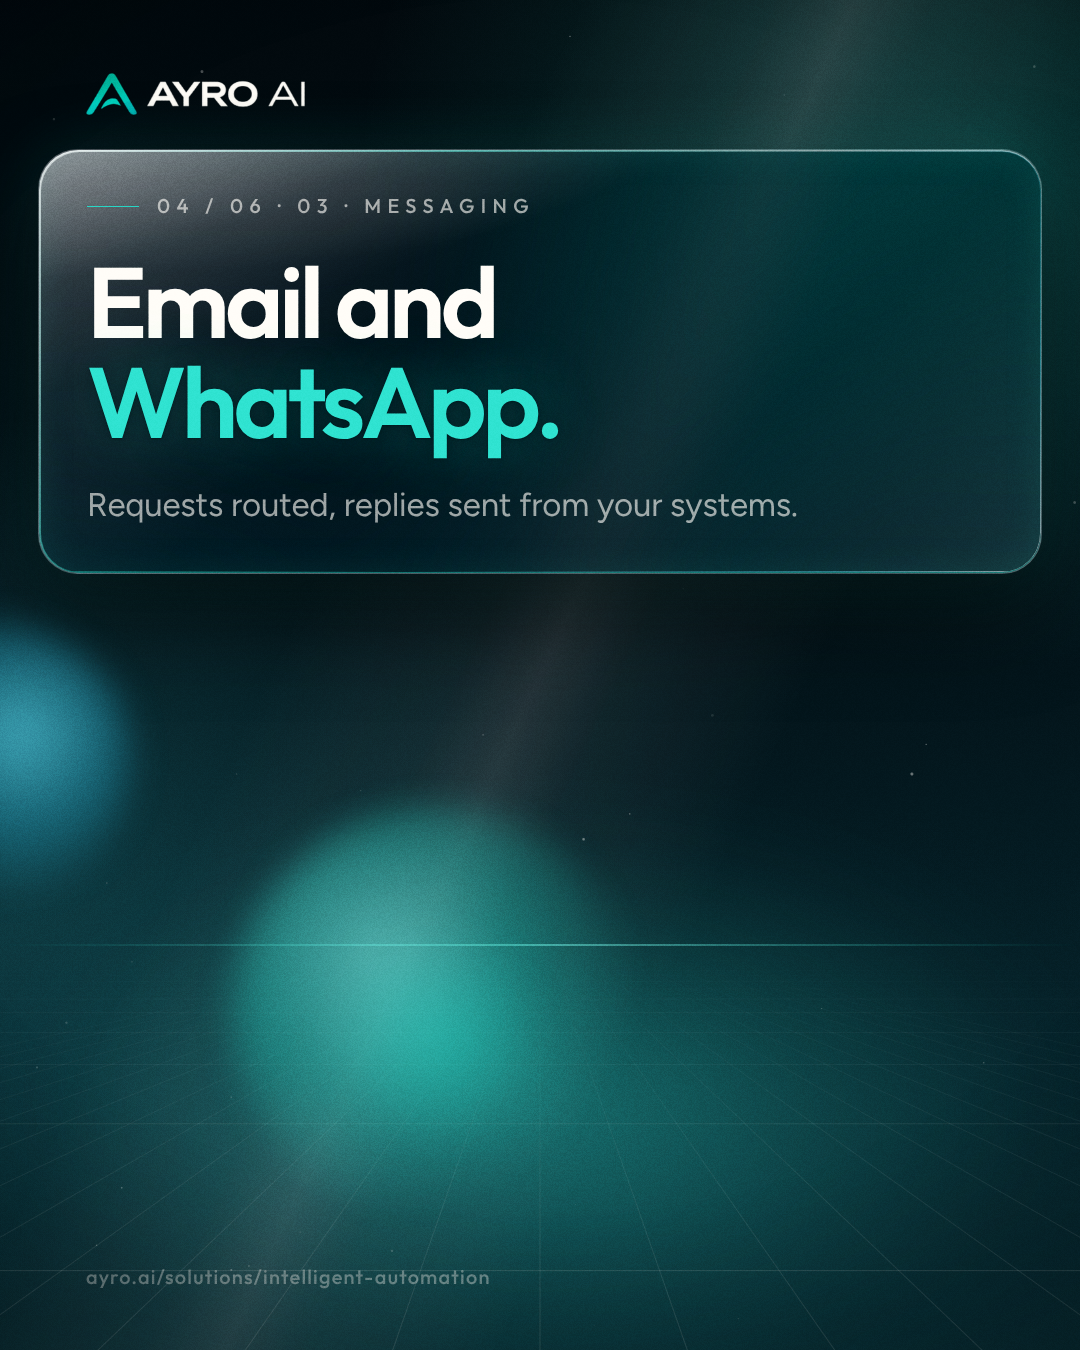 AYRO AI
04 / 06 · 03 · MESSAGING
Email and
WhatsApp.
Requests routed, replies sent from your systems.
ayro.ai/solutions/intelligent-automation